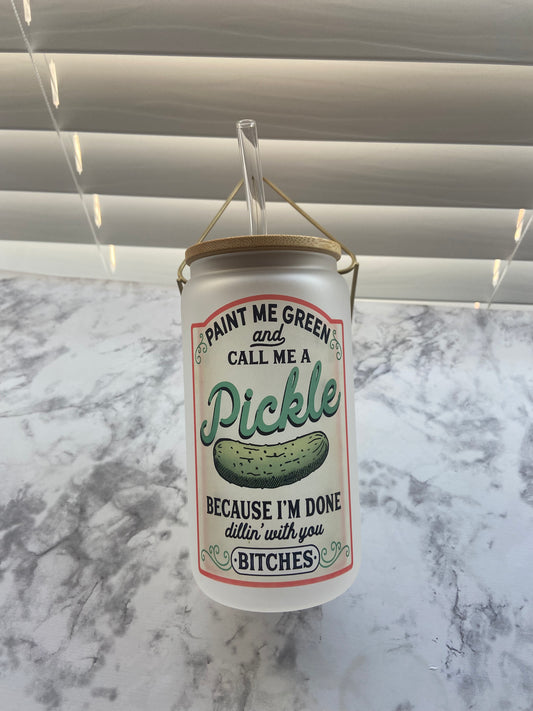 PAINT ME GREEN
and
CALL ME A
Pickle
BECAUSE I'M DONE
dillin' with you
·BITCHES·